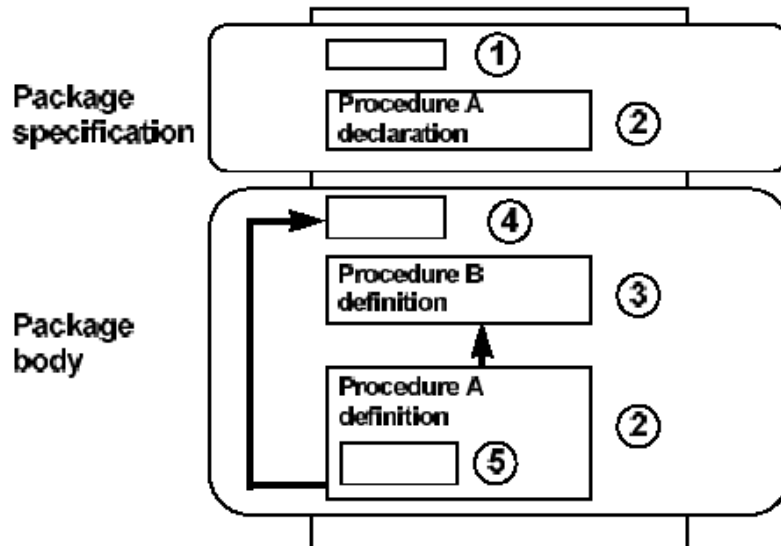 1
Package
specification
Procedure A
declaration
2
4
Procedure B
definition
3
Package
body
Procedure A
definition
2
5